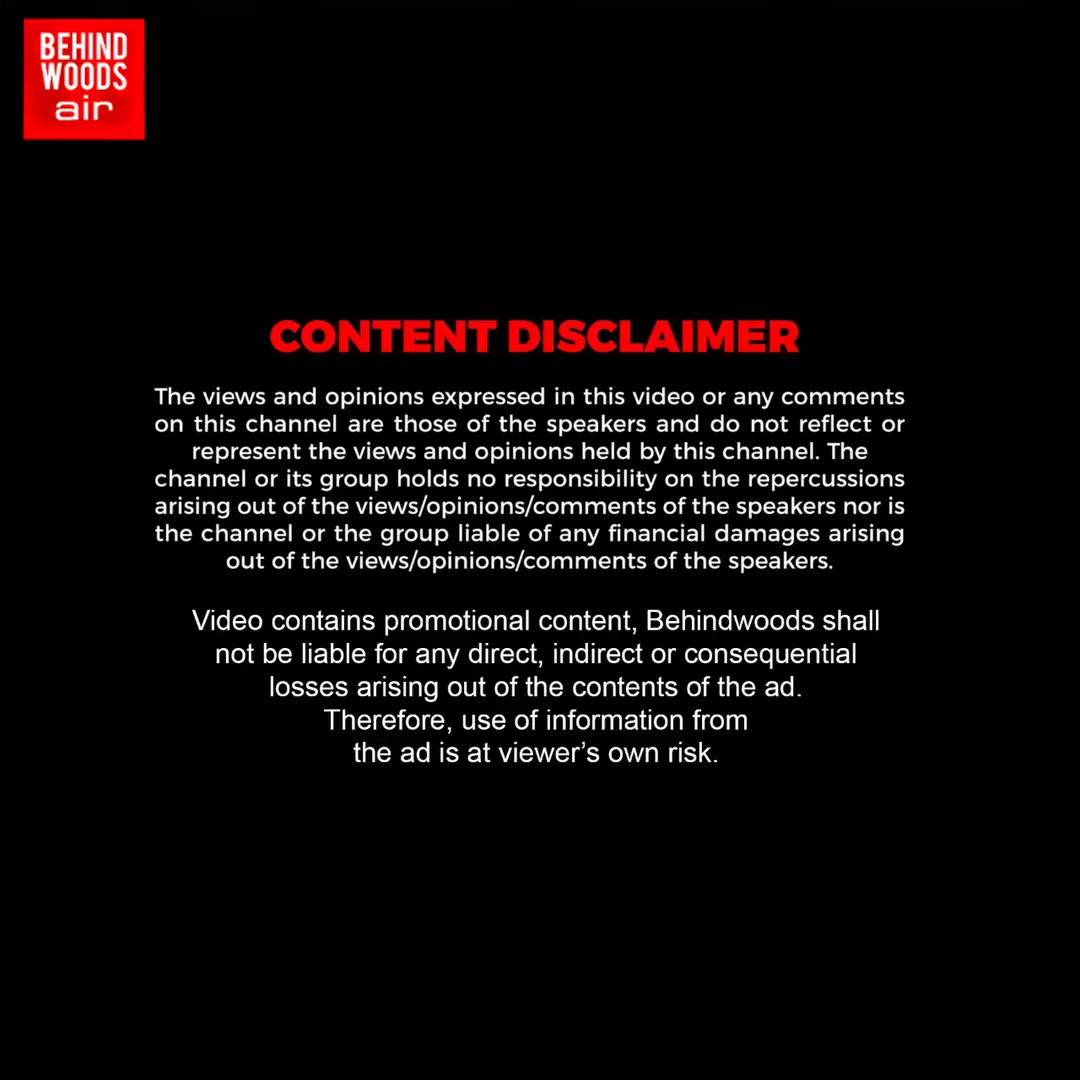 BEHIND
WOODS
air
CONTENT DISCLAIMER
The views and opinions expressed in this video or any comments
on this channel are those of the speakers and do not reflect or
represent the views and opinions held by this channel. The
channel or its group holds no responsibility on the repercussions
arising out of the views/opinions/comments of the speakers nor is
the channel or the group liable of any financial damages arising
out of the views/opinions/comments of the speakers.
Video contains promotional content, Behindwoods shall
not be liable for any direct, indirect or consequential
losses arising out of the contents of the ad.
Therefore, use of information from
the ad is at viewer’s own risk.